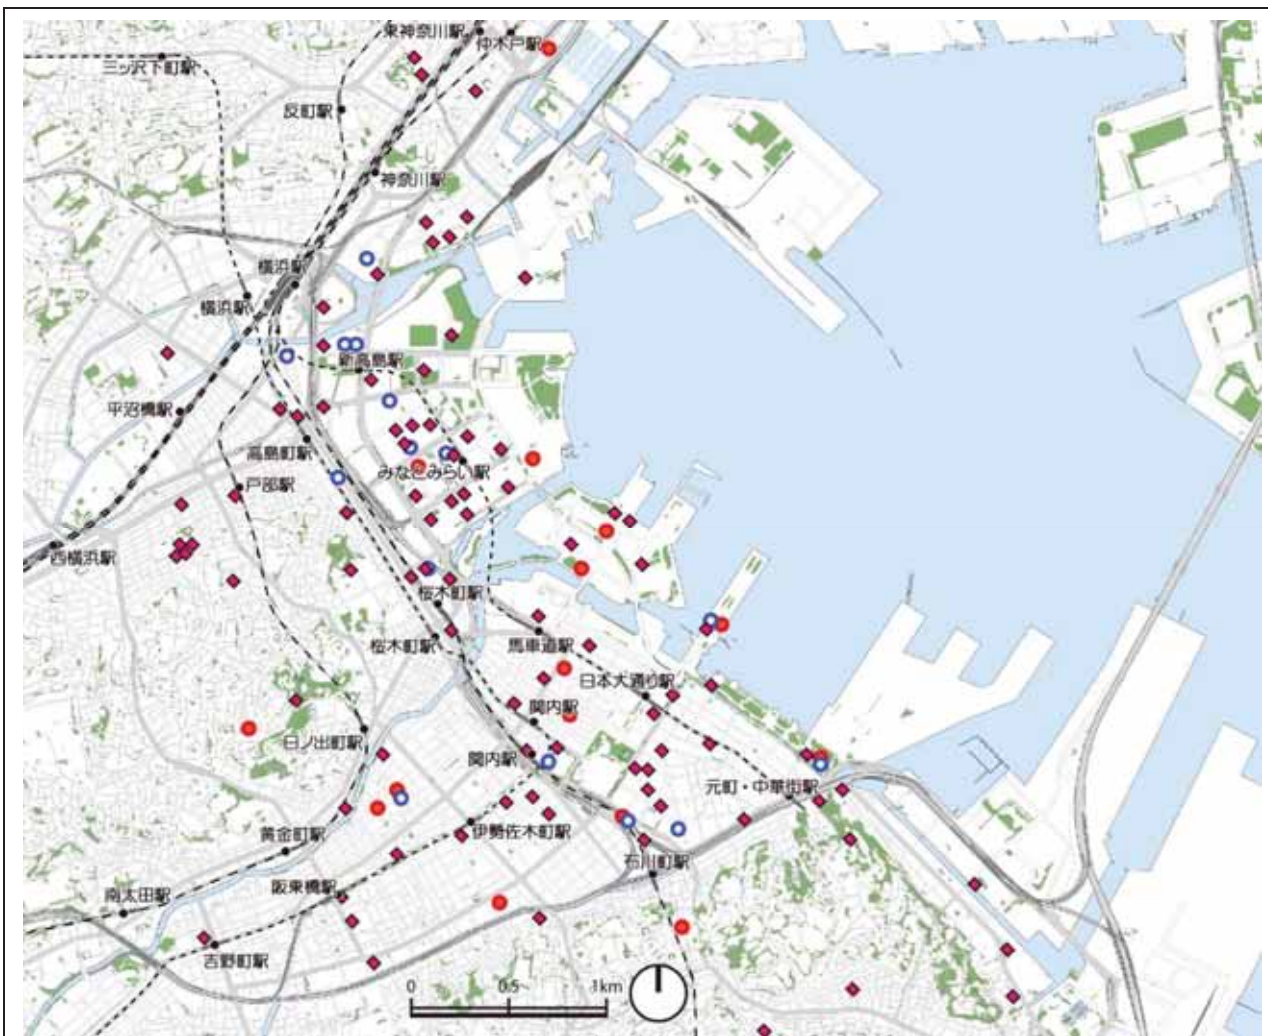 東神奈川駅
仲木戸駅
三ッ沢下町駅
反町駅
神奈川駅
横浜駅
横浜駅
新高島駅
平沼橋駅
高島町駅
みなとみらい駅
戸部駅
西横浜駅
桜木町駅
桜木町駅
馬車道駅
日本大通り駅
関内駅
日ノ出町駅
関内駅
元町・中華街駅
黄金町駅
伊勢佐木町駅
石川町駅
阪東橋駅
南太田駅
吉野町駅
0 0.5 1km